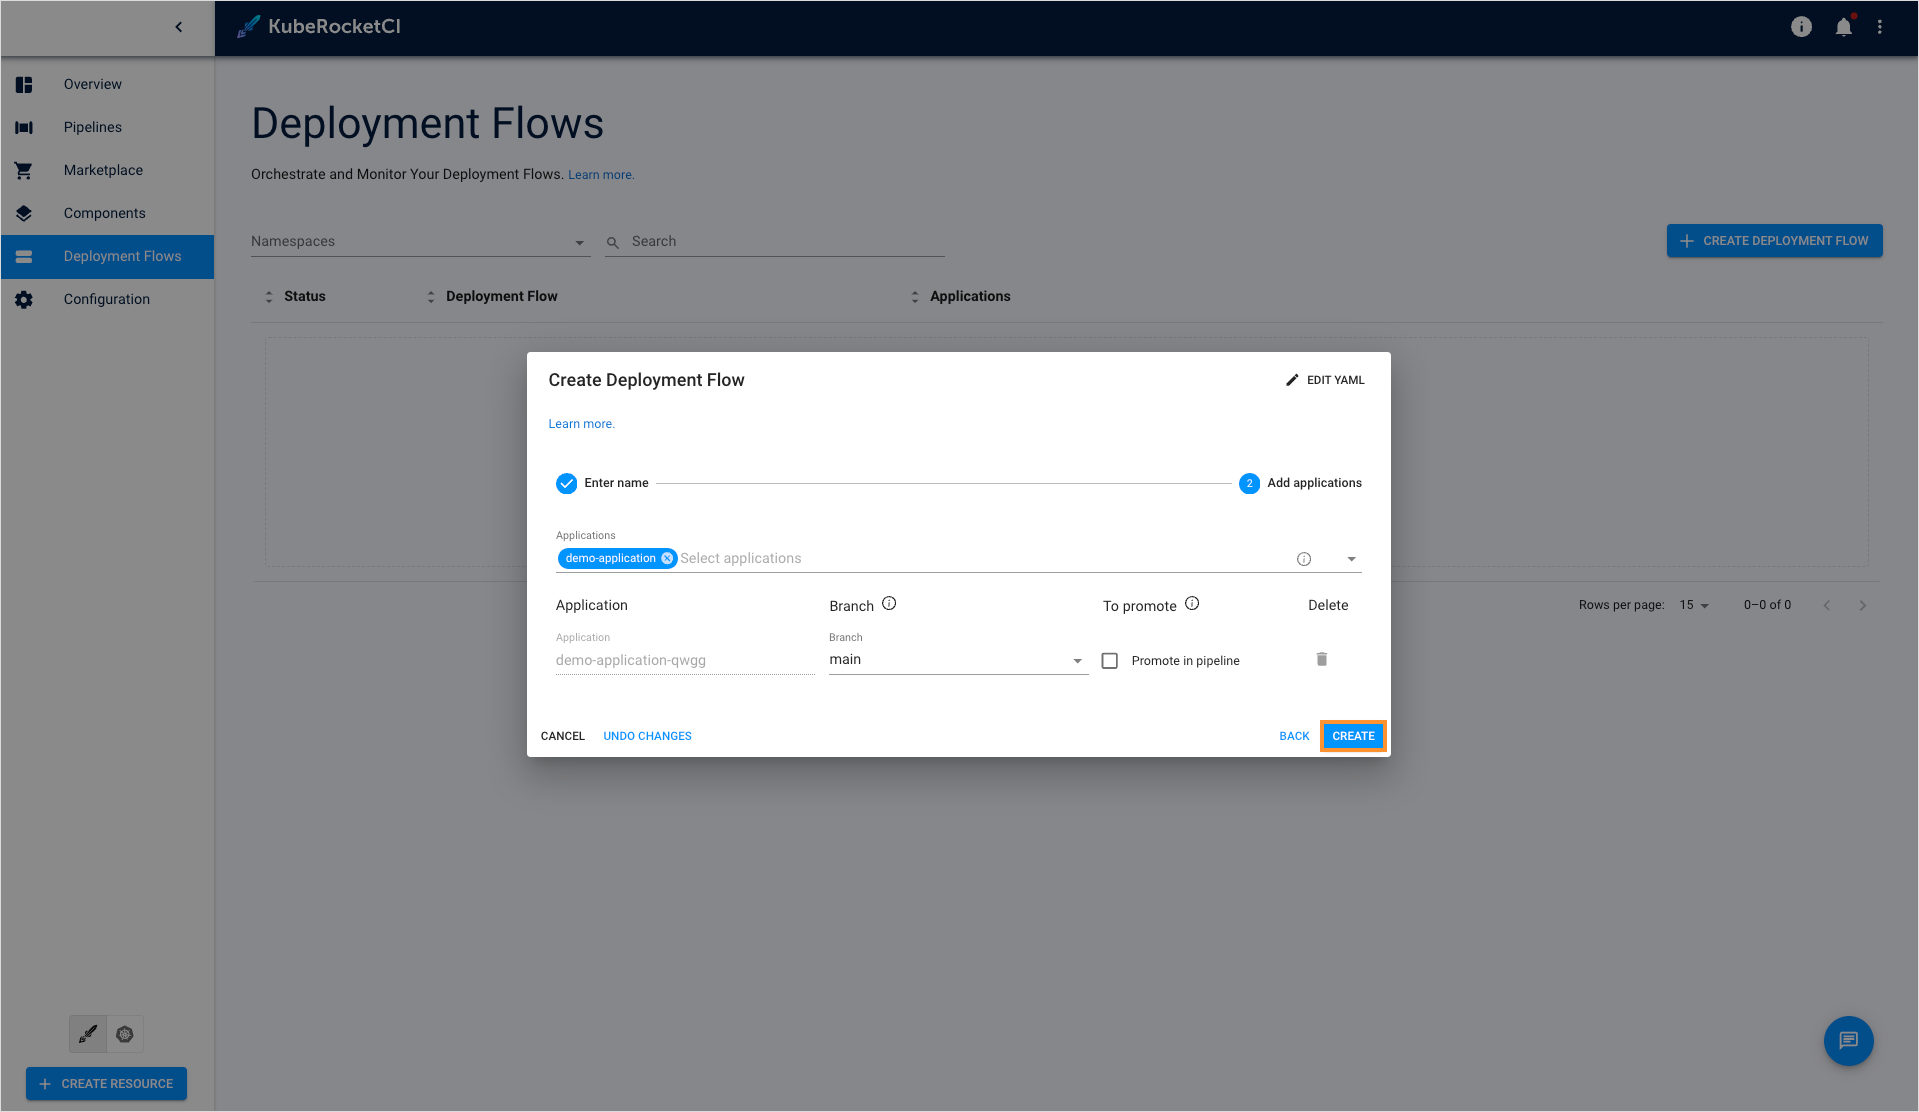 KubeRocketCI
Overview
Pipelines
Marketplace
Components
Deployment Flows
Configuration
CREATE RESOURCE
Deployment Flows
Orchestrate and Monitor Your Deployment Flows. Learn more.
Namespaces
Search
CREATE DEPLOYMENT FLOW
Status Deployment Flow Applications
Create Deployment Flow
EDIT YAML
Learn more.
Enter name
2 Add applications
Applications
demo-application Select applications
Application Branch To promote Delete
Application Branch
demo-application-qwgg main Promote in pipeline
CANCEL UNDO CHANGES BACK CREATE
Rows per page: 15 0–0 of 0